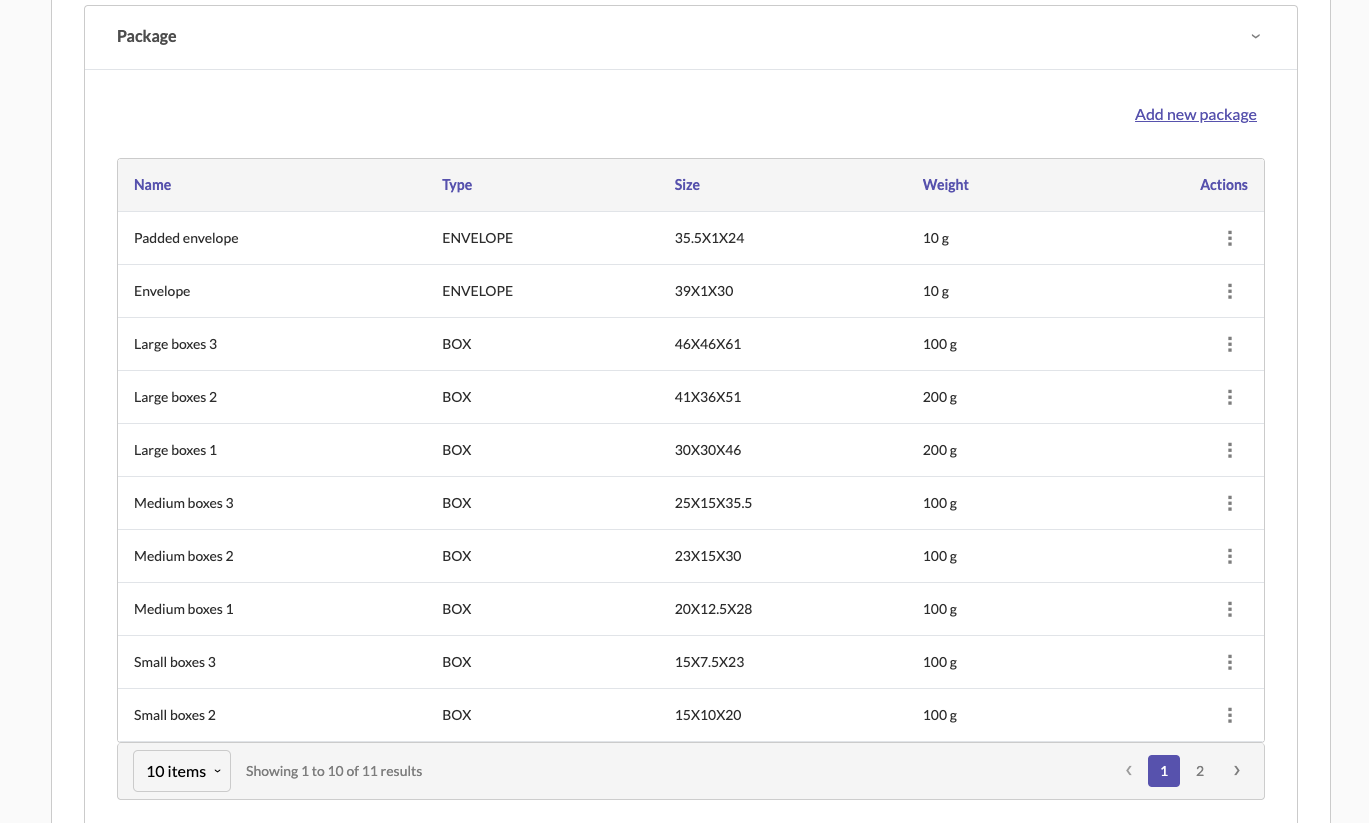 Package
Add new package
Name Type Size Weight Actions
Padded envelope ENVELOPE 35.5X1X24 10 g
Envelope ENVELOPE 39X1X30 10 g
Large boxes 3 BOX 46X46X61 100 g
Large boxes 2 BOX 41X36X51 200 g
Large boxes 1 BOX 30X30X46 200 g
Medium boxes 3 BOX 25X15X35.5 100 g
Medium boxes 2 BOX 23X15X30 100 g
Medium boxes 1 BOX 20X12.5X28 100 g
Small boxes 3 BOX 15X7.5X23 100 g
Small boxes 2 BOX 15X10X20 100 g
10 items Showing 1 to 10 of 11 results 1 2